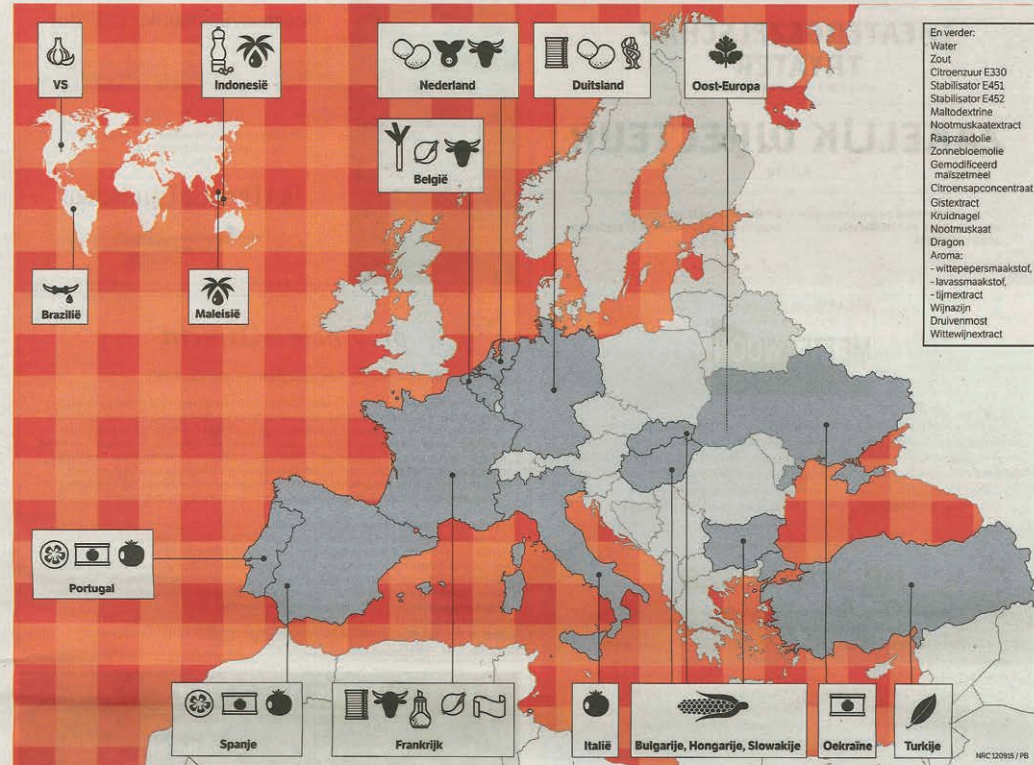 VS
Indonesië
Nederland
Duitsland
Oost-Europa
België
Brazilië
Maleisië
En verder:
Water
Zout
Citroenzuur E330
Stabilisator E451
Stabilisator E452
Maltodextrine
Nootmuskaatextract
Raapzaadolie
Zonnebloemolie
Gemodificeerd
maïszetmeel
Citroensapconcentraat
Gistextract
Kruidnagel
Nootmuskaat
Dragon
Aroma:
- wittepepersmaakstof,
- lavassmaakstof,
- tijmextract
Wijnazijn
Druivenmost
Wittewijnextract
Portugal
Spanje
Frankrijk
Italië
Bulgarije, Hongarije, Slowakije
Oekraïne
Turkije
NRC 120915 / PB